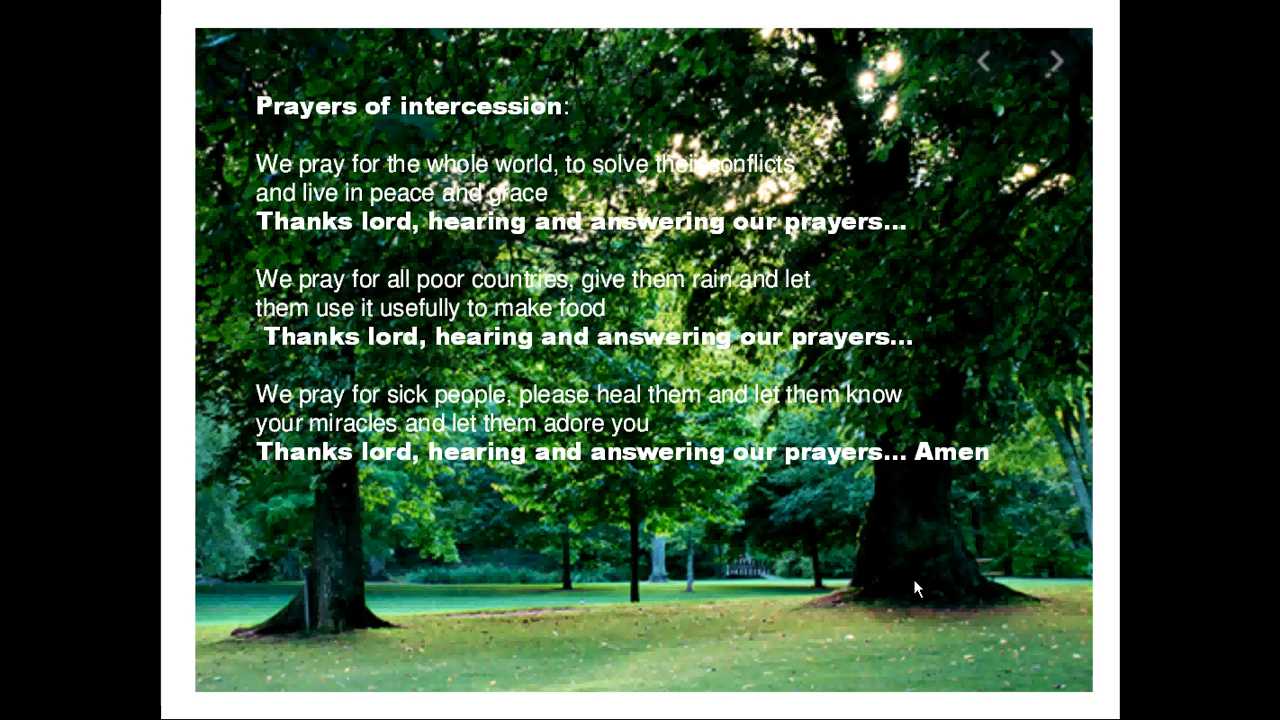 Prayers of intercession:
We pray for the whole world, to solve their conflicts
and live in peace and grace
Thanks lord, hearing and answering our prayers...
We pray for all poor countries, give them rain and let
them use it usefully to make food
Thanks lord, hearing and answering our prayers...
We pray for sick people, please heal them and let them know
your miracles and let them adore you
Thanks lord, hearing and answering our prayers... Amen